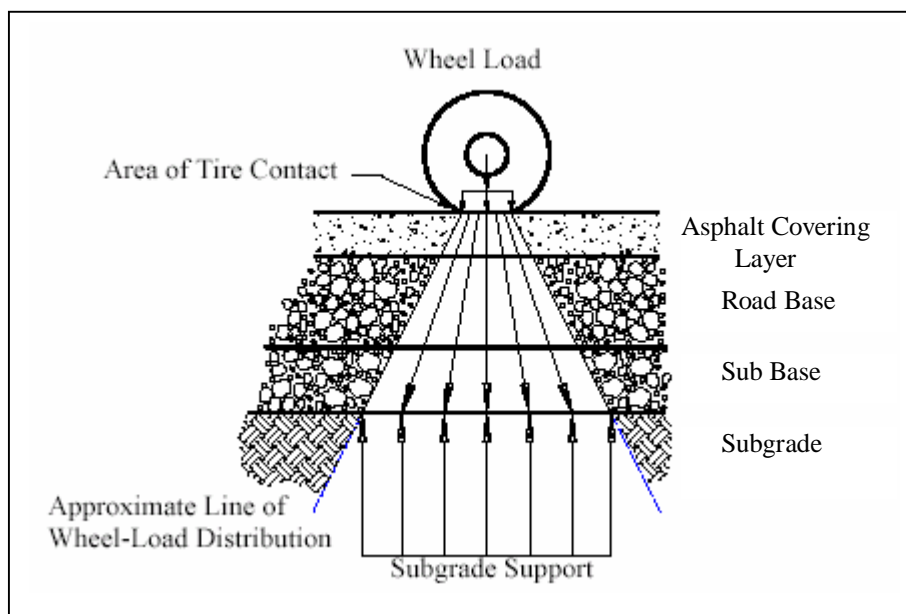 Wheel Load
Area of Tire Contact
Asphalt Covering
Layer
Road Base
Sub Base
Subgrade
Approximate Line of
Wheel-Load Distribution
Subgrade Support